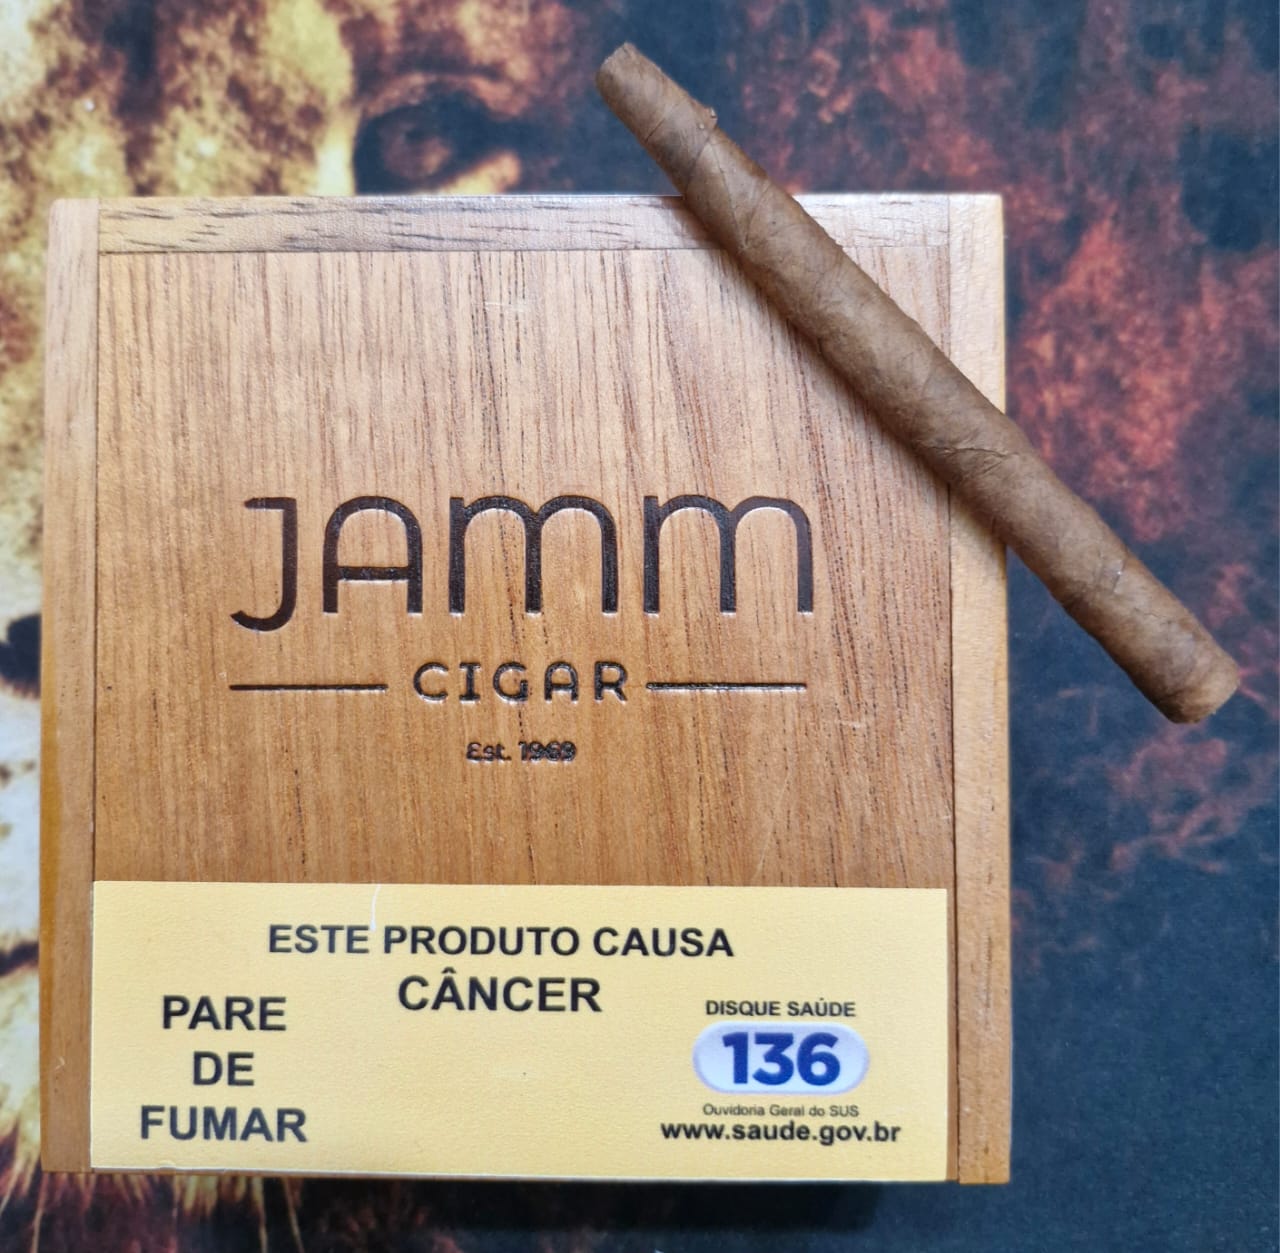 JAMM
CIGAR
Est. 1969
ESTE PRODUTO CAUSA
CÂNCER
PARE
DE
FUMAR
DISQUE SAÚDE
136
Ouvidoria Geral do SUS
www.saude.gov.br